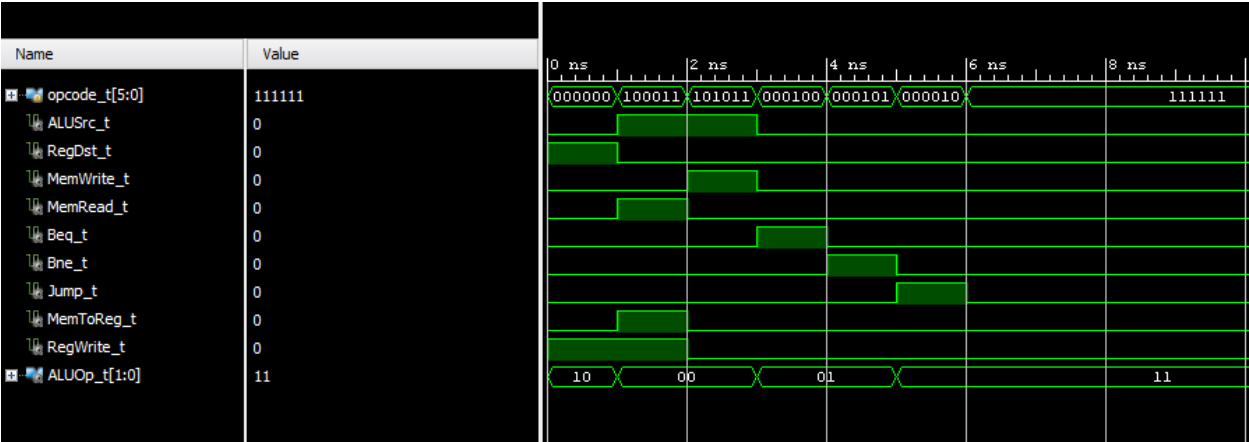 Name Value
0 ns 2 ns 4 ns 6 ns 8 ns
opcode_t[5:0] 111111 000000 100011 101011 000100 000101 000010 111111
ALUSrc_t 0
RegDst_t 0
MemWrite_t 0
MemRead_t 0
Beq_t 0
Bne_t 0
Jump_t 0
MemToReg_t 0
RegWrite_t 0
ALUOp_t[1:0] 11 10 00 01 11